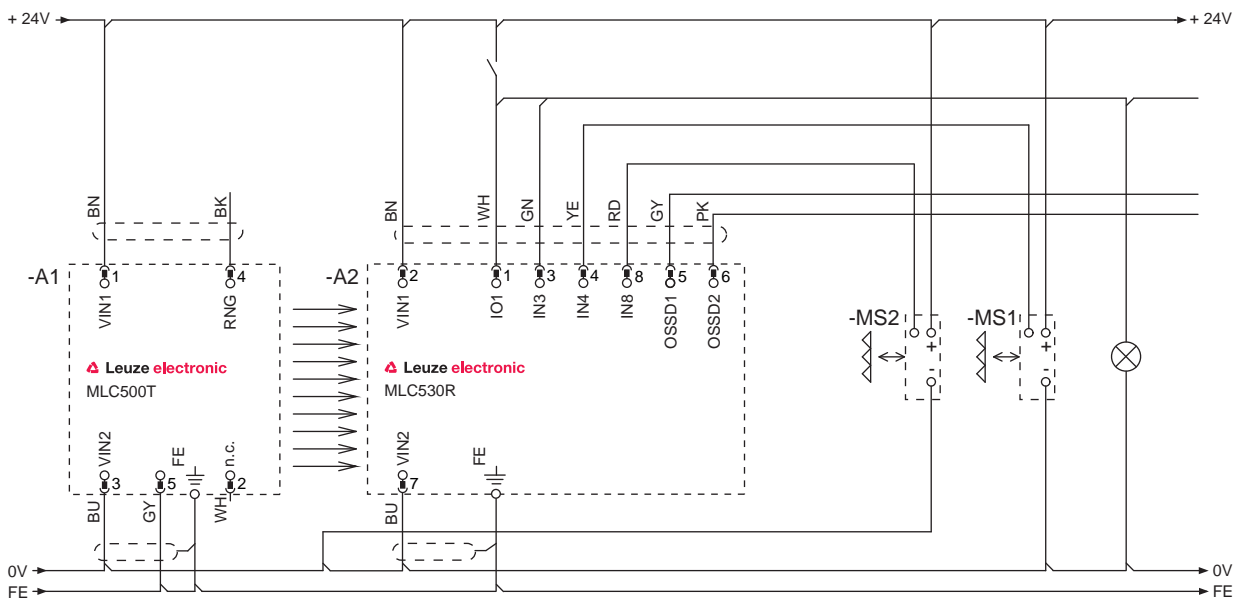 + 24V
+ 24V
BN
BK
BN
WH
GN
YE
RD
GY
PK
-A1
1
4
-A2
2
1
3
4
8
5
6
VIN1
RNG
VIN1
IO1
IN3
IN4
IN8
OSSD1
OSSD2
-MS2
-MS1
+
+
-
-
Leuze electronic
MLC500T
Leuze electronic
MLC530R
VIN2
FE
n.c.
VIN2
FE
3
5
2
7
BU
GY
WH
BU
0V
0V
FE
FE